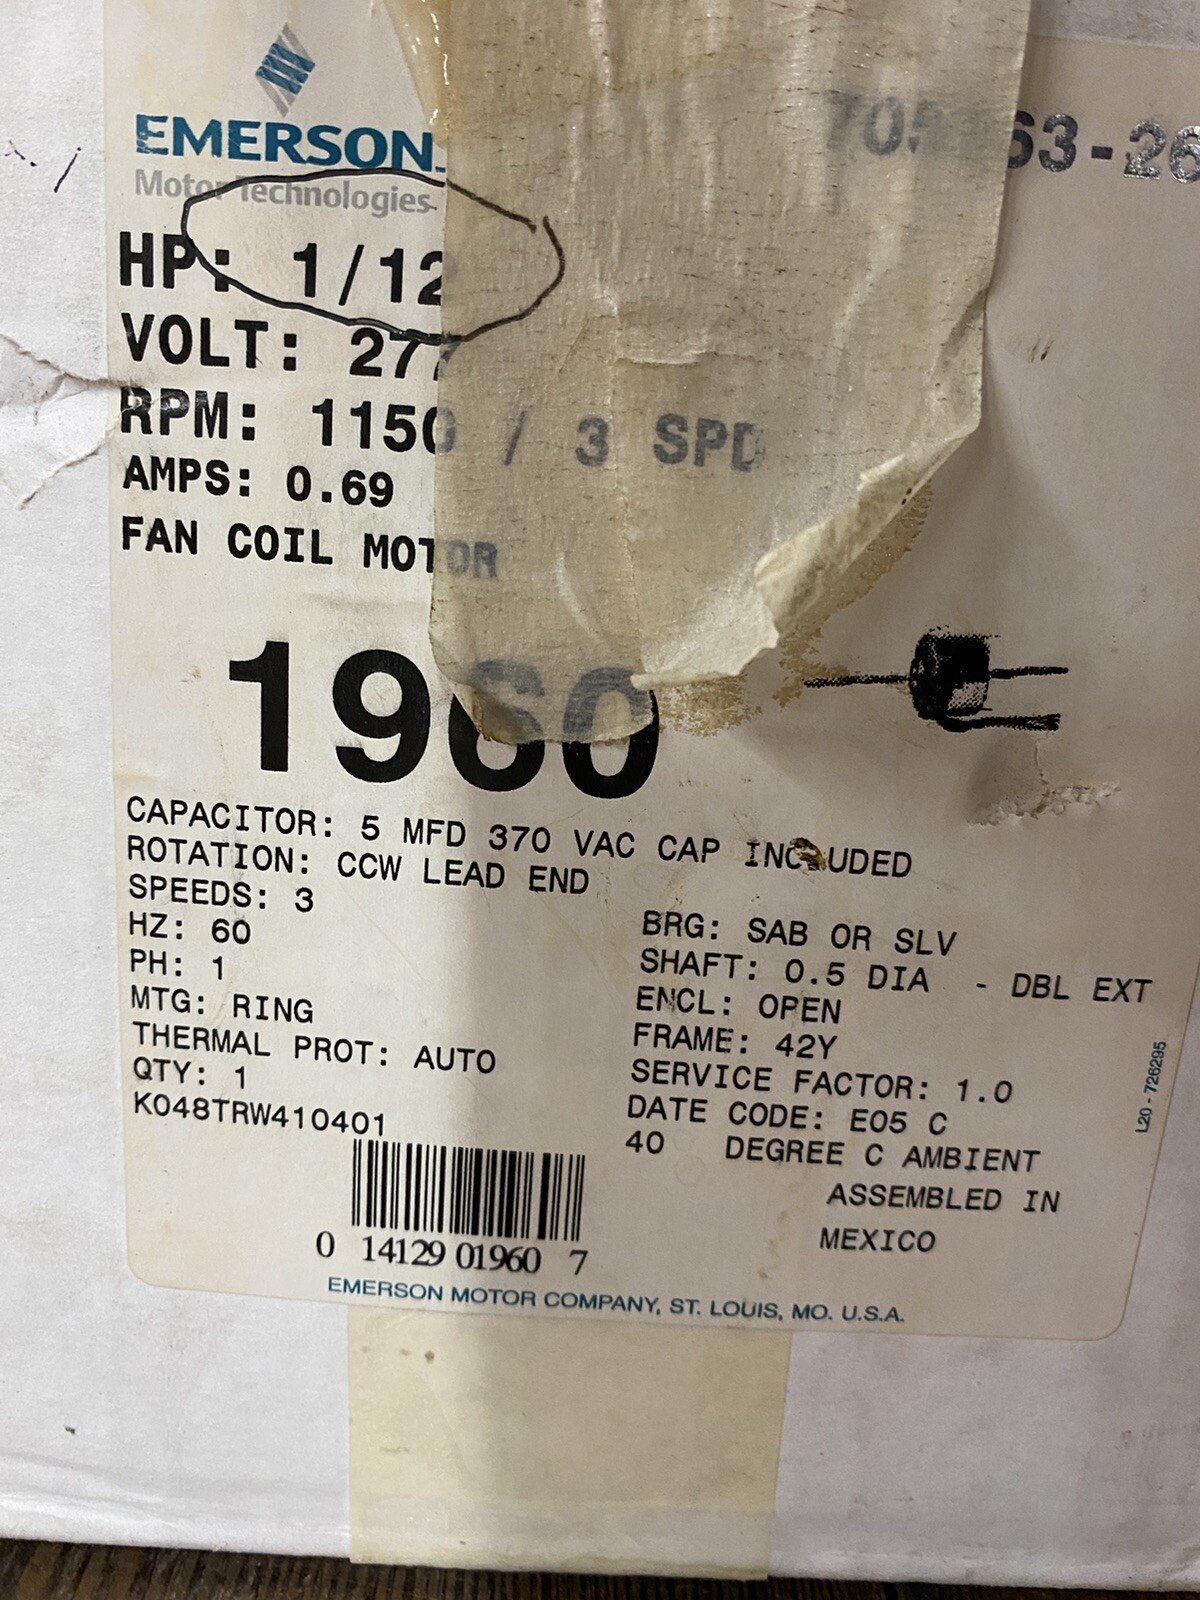 EMERSON
Motor Technologies
63-26
HP: 1/12
VOLT: 277
RPM: 1150 / 3 SPD
AMPS: 0.69
FAN COIL MOTOR
1960
CAPACITOR: 5 MFD 370 VAC CAP INCLUDED
ROTATION: CCW LEAD END
SPEEDS: 3
HZ: 60
PH: 1
MTG: RING
THERMAL PROT: AUTO
QTY: 1
K048TRW410401
BRG: SAB OR SLV
SHAFT: 0.5 DIA - DBL EXT
ENCL: OPEN
FRAME: 42Y
SERVICE FACTOR: 1.0
DATE CODE: E05 C
40 DEGREE C AMBIENT
ASSEMBLED IN
MEXICO
L20 - 726295
0 14129 01960 7
EMERSON MOTOR COMPANY, ST. LOUIS, MO. U.S.A.